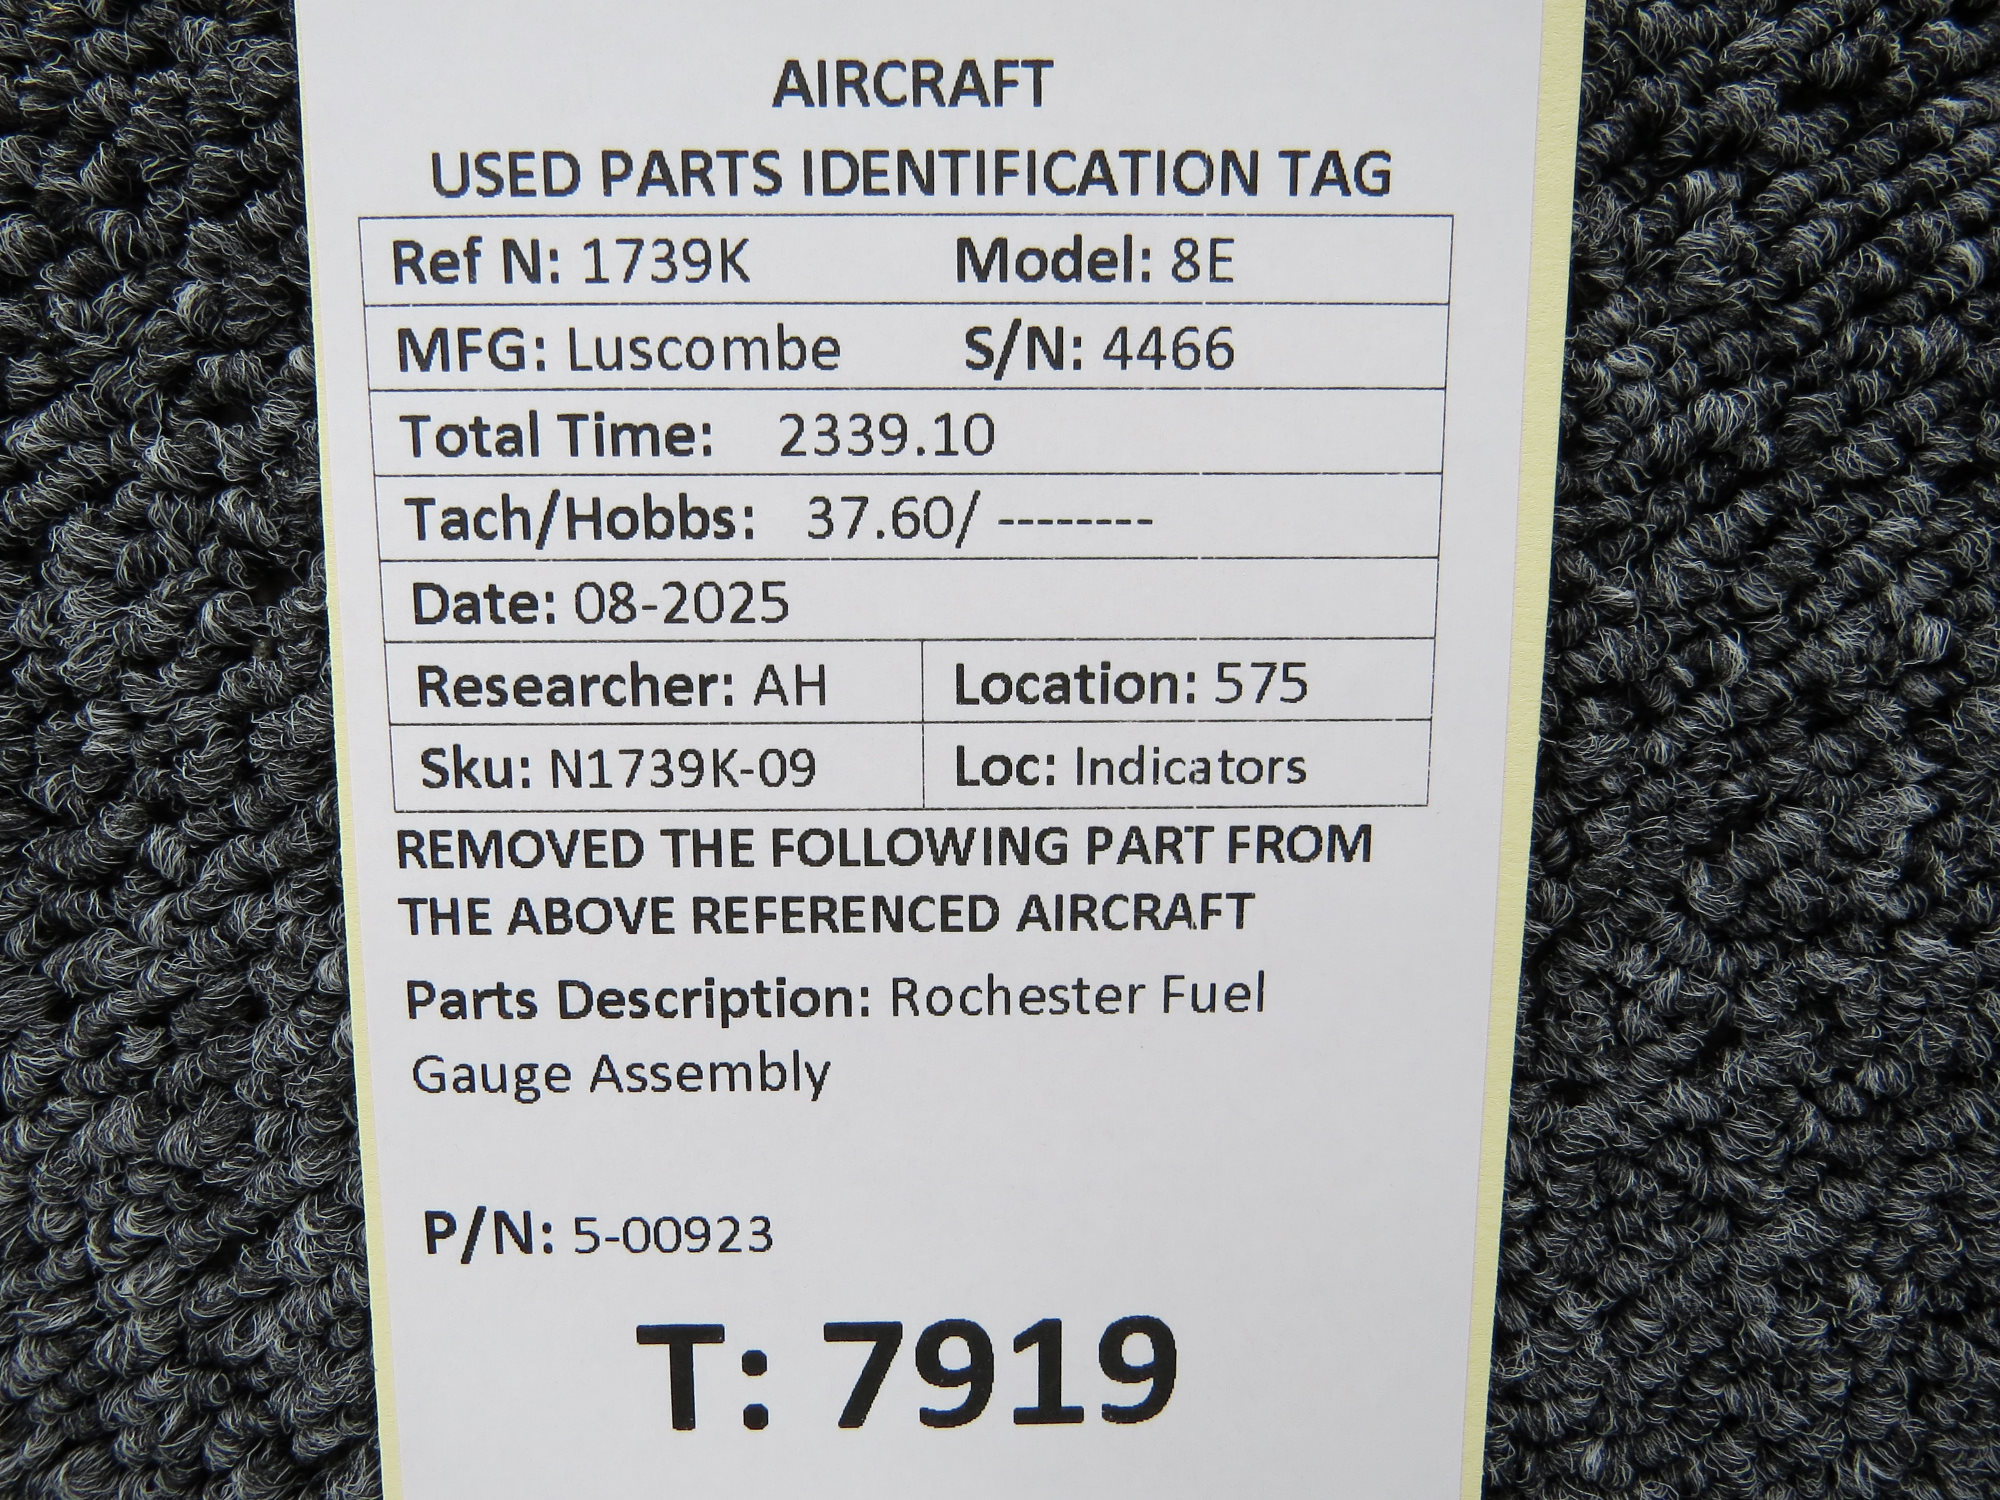 AIRCRAFT
USED PARTS IDENTIFICATION TAG
Ref N: 1739K Model: 8E
MFG: Luscombe S/N: 4466
Total Time: 2339.10
Tach/Hobbs: 37.60/ --------
Date: 08-2025
Researcher: AH Location: 575
Sku: N1739K-09 Loc: Indicators
REMOVED THE FOLLOWING PART FROM
THE ABOVE REFERENCED AIRCRAFT
Parts Description: Rochester Fuel
Gauge Assembly
P/N: 5-00923
T: 7919